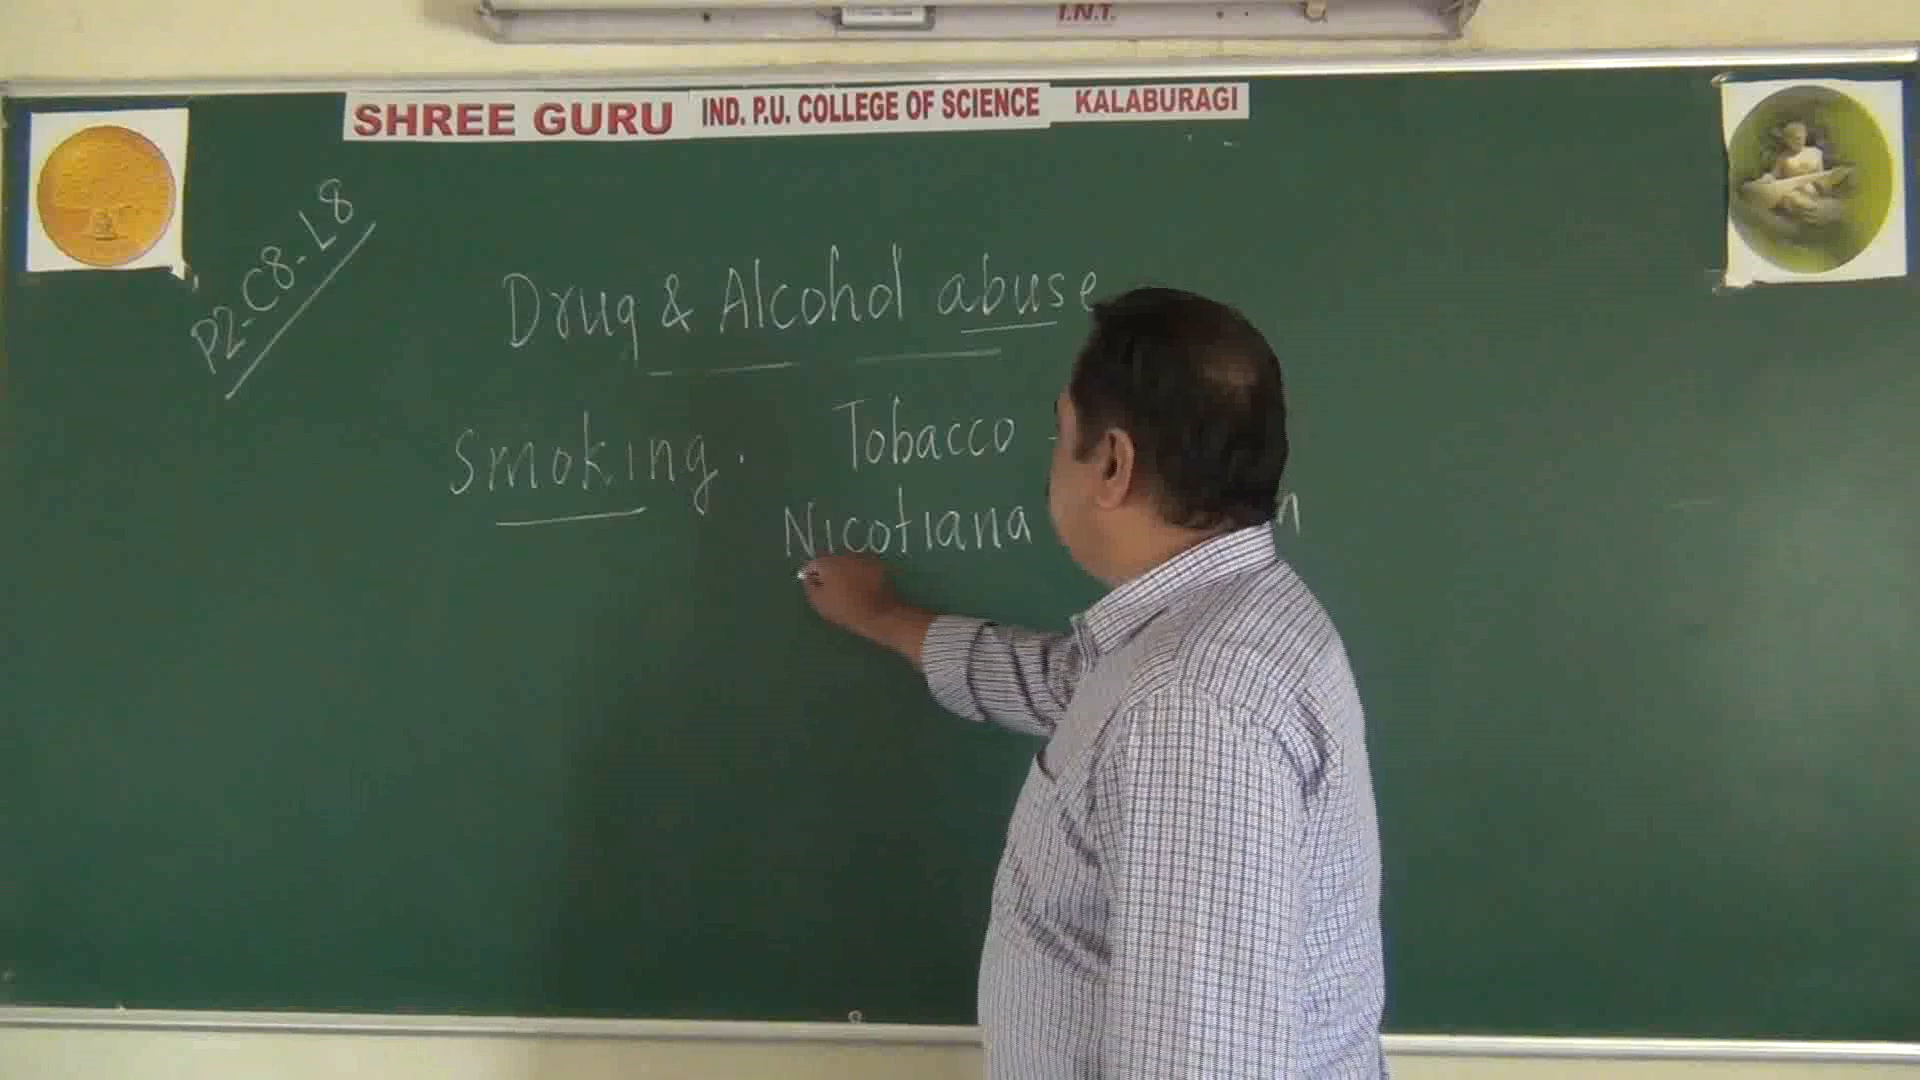 I.N.T.
SHREE GURU IND. P.U. COLLEGE OF SCIENCE KALABURAGI
P2-C8-L8
Drug & Alcohol abuse
Smoking. Tobacco -
Nicotiana